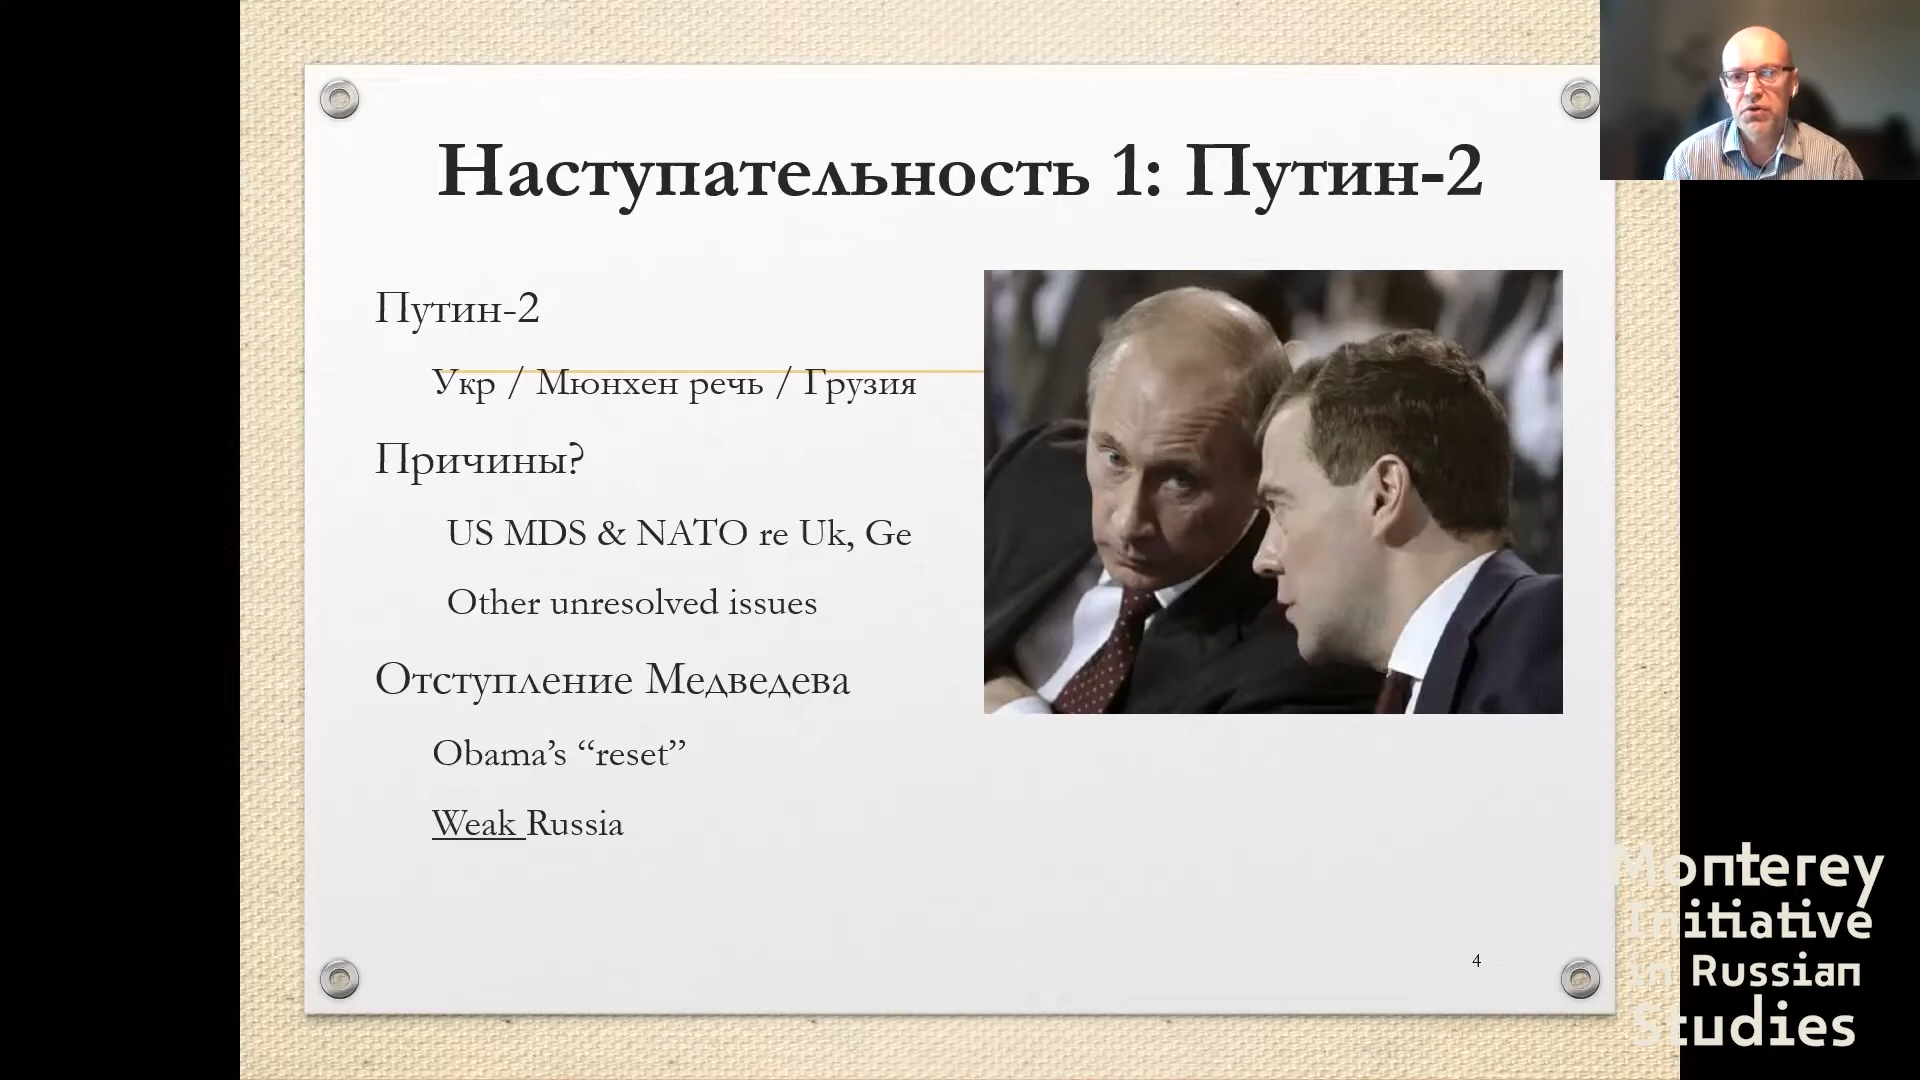 Наступательность 1: Путин-2
Путин-2
Укр / Мюнхен речь / Грузия
Причины?
US MDS & NATO re Uk, Ge
Other unresolved issues
Отступление Медведева
Obama’s “reset”
Weak Russia
4
Monterey
Initiative
in Russian
Studies